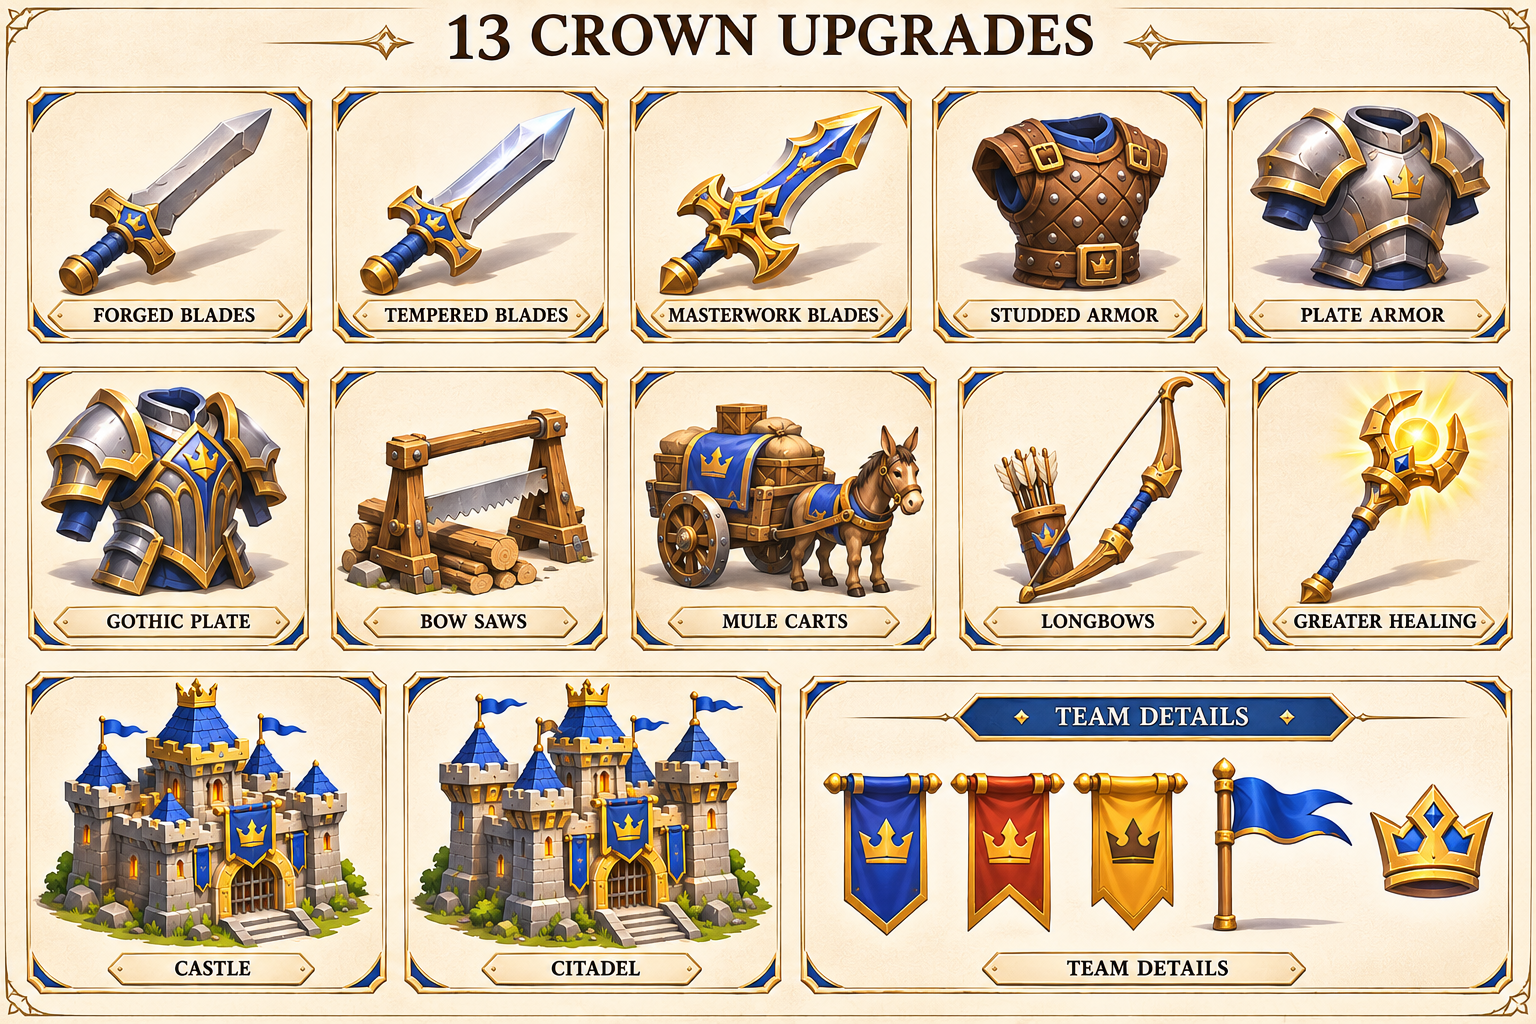 13 CROWN UPGRADES
FORGED BLADES
TEMPERED BLADES
MASTERWORK BLADES
STUDDED ARMOR
PLATE ARMOR
GOTHIC PLATE
BOW SAWS
MULE CARTS
LONGBOWS
GREATER HEALING
CASTLE
CITADEL
TEAM DETAILS
TEAM DETAILS